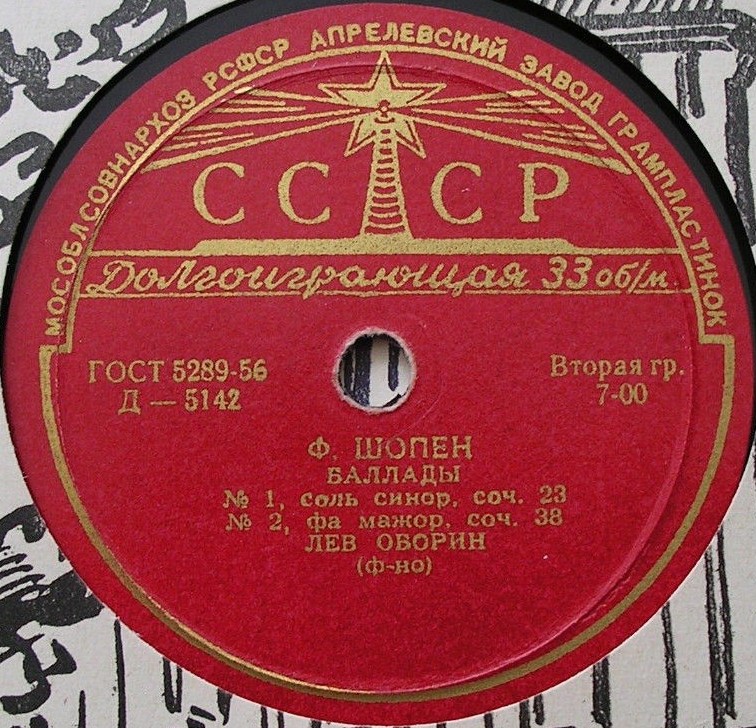 МОСОБЛСОВНАРХОЗ РСФСР АПРЕЛЕВСКИЙ ЗАВОД ГРАМПЛАСТИНОК
СССР
Долгоиграющая 33 об/м
ГОСТ 5289-56
Д — 5142
Вторая гр.
7-00
Ф. ШОПЕН
БАЛЛАДЫ
№ 1, соль синор, соч. 23
№ 2, фа мажор, соч. 38
ЛЕВ ОБОРИН
(ф-но)